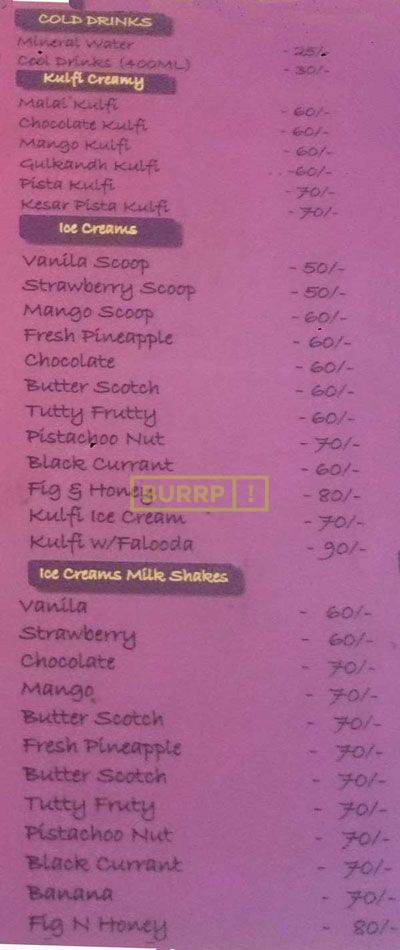 COLD DRINKS
Mineral Water - 25/-
Cool Drinks (400ML) - 30/-
Kulfi Creamy
Malai Kulfi - 60/-
Chocolate Kulfi - 60/-
Mango Kulfi - 60/-
Gulkandh Kulfi - 60/-
Pista Kulfi - 70/-
Kesar Pista Kulfi - 70/-
Ice Creams
Vanila Scoop - 50/-
Strawberry Scoop - 50/-
Mango Scoop - 60/-
Fresh Pineapple - 60/-
Chocolate - 60/-
Butter Scotch - 60/-
Tutty Frutty - 60/-
Pistachoo Nut - 70/-
Black Currant - 60/-
Fig & Honey - 80/-
BURRP!
Kulfi Ice Cream - 70/-
Kulfi w/Falooda - 90/-
Ice Creams Milk Shakes
Vanila - 60/-
Strawberry - 60/-
Chocolate - 70/-
Mango - 70/-
Butter Scotch - 70/-
Fresh Pineapple - 70/-
Butter Scotch - 70/-
Tutty Fruty - 70/-
Pistachoo Nut - 70/-
Black Currant - 70/-
Banana - 70/-
Fig N Honey - 80/-